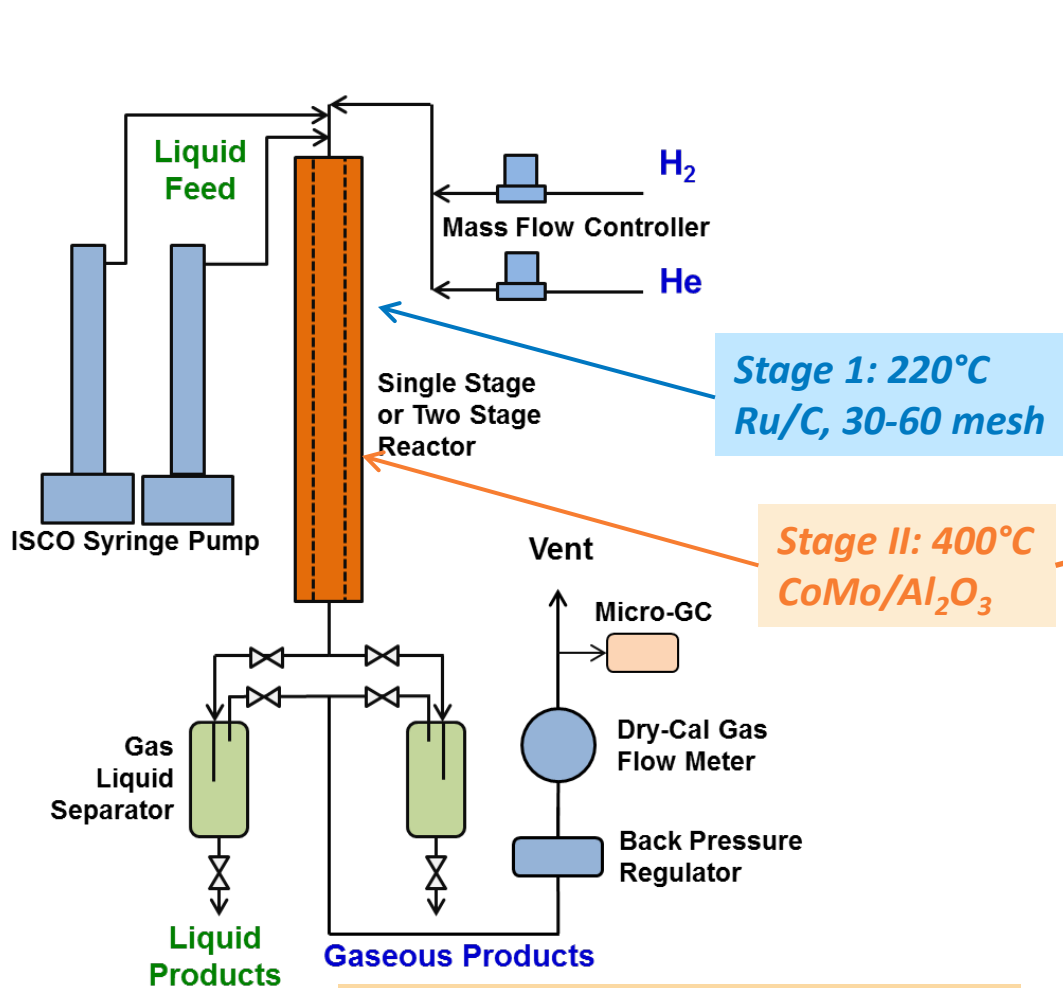 Liquid
Feed
H₂
Mass Flow Controller
He
Stage 1: 220°C
Ru/C, 30-60 mesh
Single Stage
or Two Stage
Reactor
ISCO Syringe Pump
Stage II: 400°C
CoMo/Al₂O₃
Vent
Micro-GC
Gas
Liquid
Separator
Dry-Cal Gas
Flow Meter
Back Pressure
Regulator
Liquid
Products
Gaseous Products